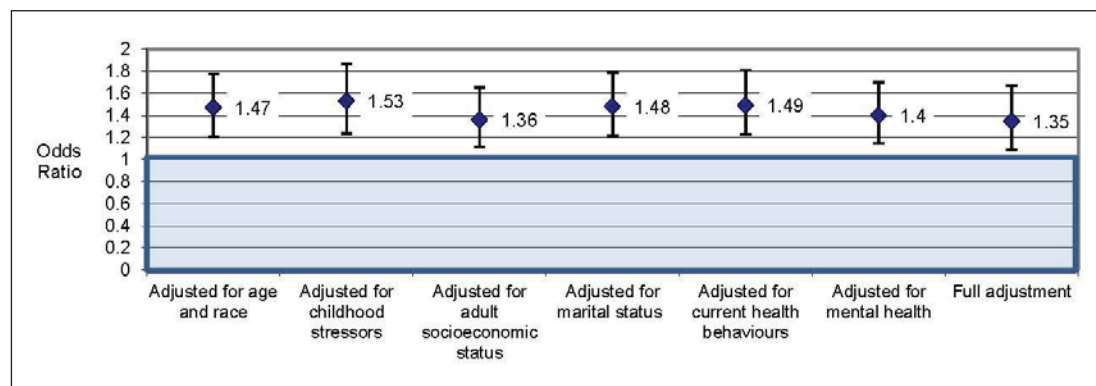 2
1.8
1.6
1.4
1.2
1
0.8
0.6
0.4
0.2
0
Odds
Ratio
1.47
1.53
1.36
1.48
1.49
1.4
1.35
Adjusted for age
and race
Adjusted for
childhood
stressors
Adjusted for
adult
socioeconomic
status
Adjusted for
marital status
Adjusted for
current health
behaviours
Adjusted for
mental health
Full adjustment